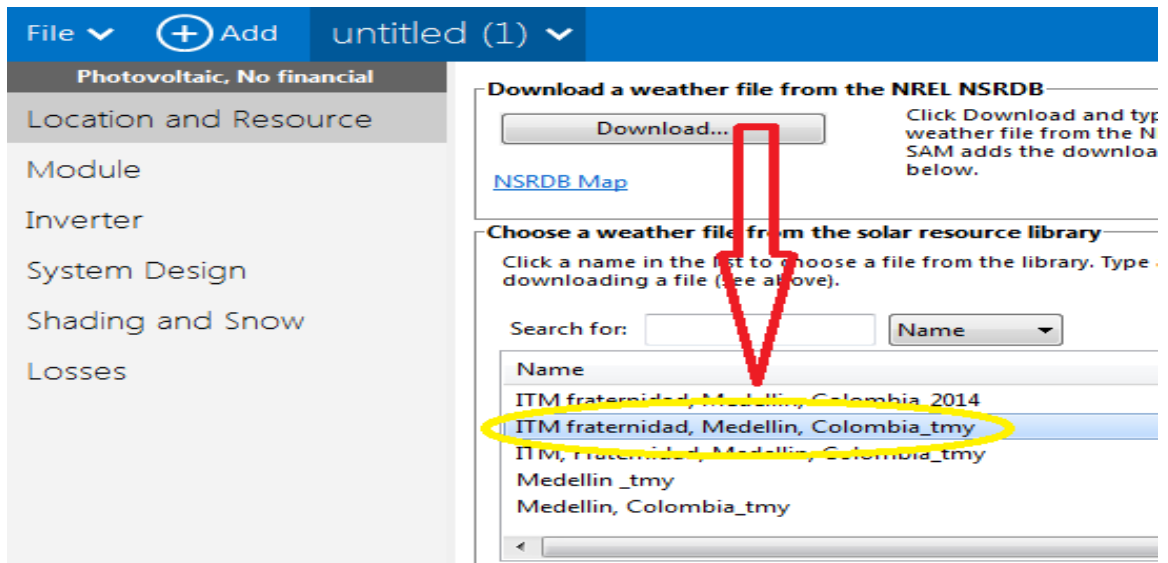 File Add untitled (1)
Photovoltaic, No financial
Location and Resource
Module
Inverter
System Design
Shading and Snow
Losses
Download a weather file from the NREL NSRDB
Download...
Click Download and typ
weather file from the N
SAM adds the downloa
below.
NSRDB Map
Choose a weather file from the solar resource library
Click a name in the list to choose a file from the library. Type
downloading a file (see above).
Search for: Name
Name
ITM fraternidad, Medellin, Colombia_2014
ITM fraternidad, Medellin, Colombia_tmy
ITM, Fraternidad, Medellin, Colombia_tmy
Medellin _tmy
Medellin, Colombia_tmy